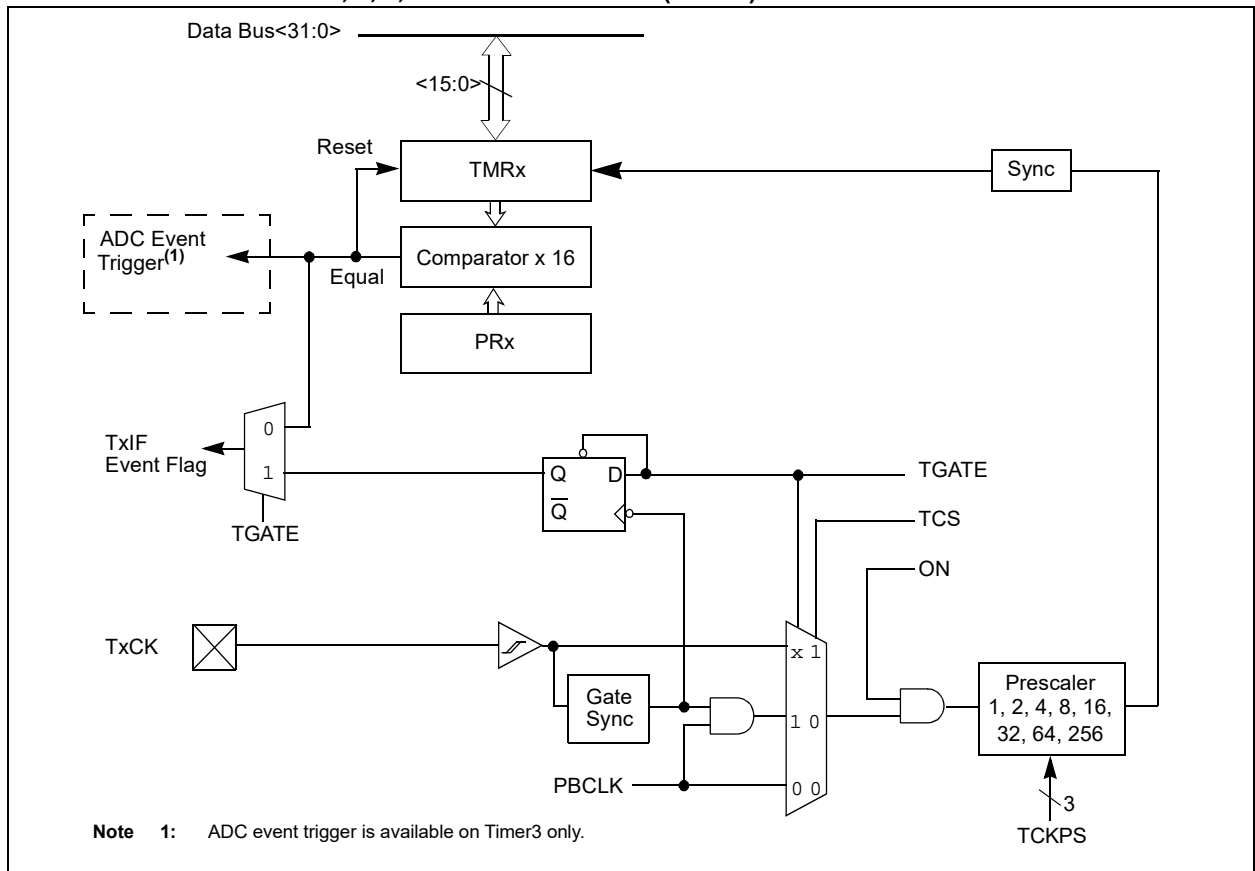 Data Bus<31:0>
<15:0>
Reset
TMRx
Sync
ADC Event
Trigger(1)
Equal
Comparator x 16
PRx
TxIF
Event Flag
0
1
TGATE
Q
D
Q
TGATE
TCS
ON
TxCK
x 1
Gate
Sync
1 0
Prescaler
1, 2, 4, 8, 16,
32, 64, 256
PBCLK
0 0
3
TCKPS
Note 1: ADC event trigger is available on Timer3 only.